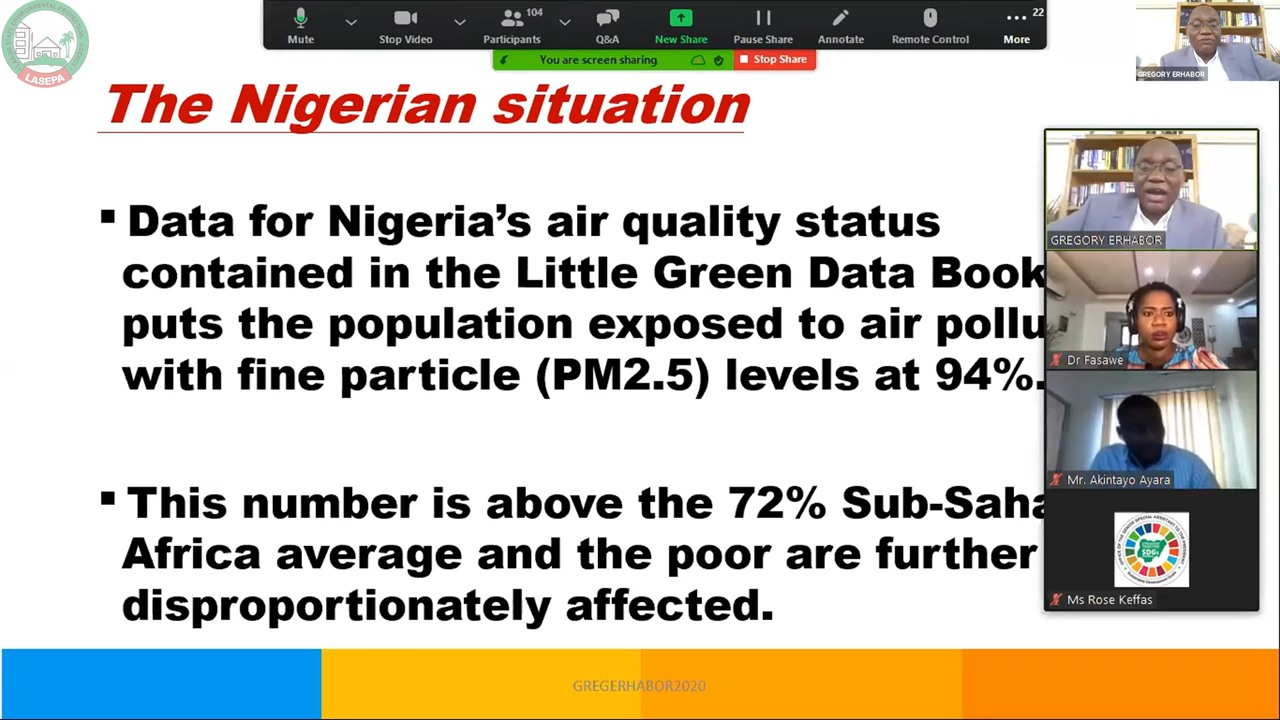 LASEPA
Mute
Stop Video
104
Participants
Q&A
New Share
Pause Share
Annotate
Remote Control
22
More
You are screen sharing
Stop Share
GREGORY ERHABOR
The Nigerian situation
▪ Data for Nigeria’s air quality status
contained in the Little Green Data Book
puts the population exposed to air pollu
with fine particle (PM2.5) levels at 94%.
▪ This number is above the 72% Sub-Saha
Africa average and the poor are further
disproportionately affected.
GREGORY ERHABOR
Dr Fasawe
Mr. Akintayo Ayara
SDGs
Ms Rose Keffas
GREGERHABOR2020